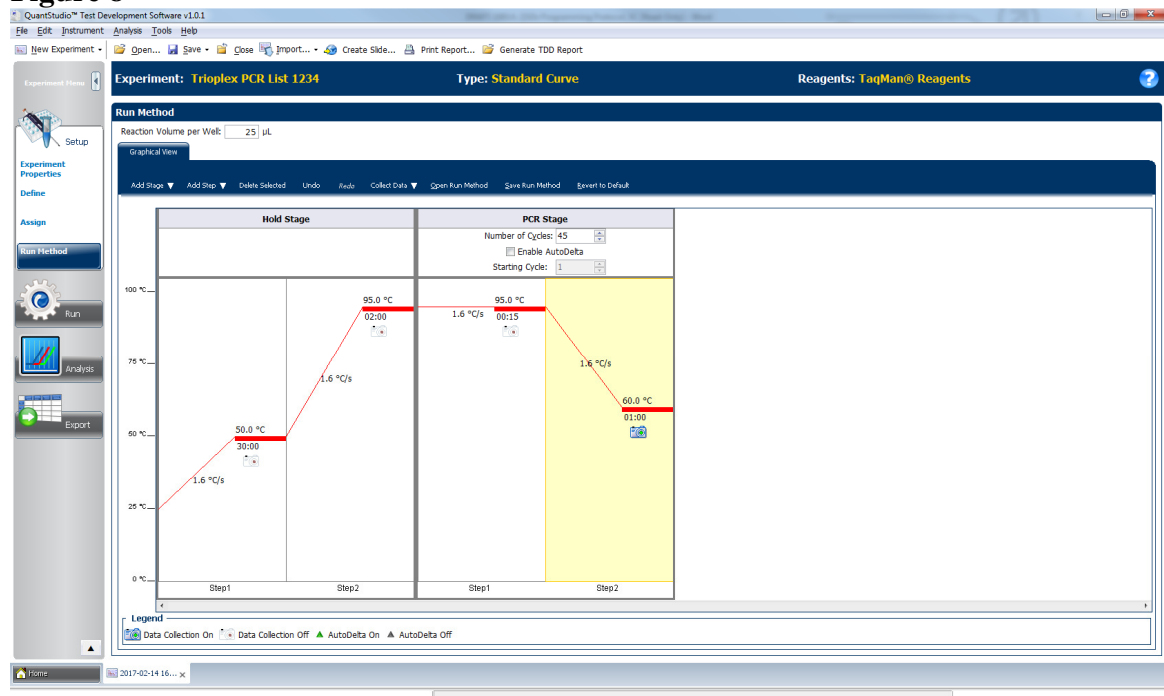 QuantStudio™ Test Development Software v1.0.1
File Edit Instrument Analysis Tools Help
New Experiment Open... Save Close Import... Create Slide... Print Report... Generate TDD Report
Experiment Menu
Experiment: Trioplex PCR List 1234 Type: Standard Curve Reagents: TaqMan® Reagents
?
Setup
Experiment Properties
Define
Assign
Run Method
Run
Analysis
Export
Run Method
Reaction Volume per Well: 25 µL
Graphical View
Add Stage ▼ Add Step ▼ Delete Selected Undo Redo Collect Data ▼ Open Run Method Save Run Method Revert to Default
Hold Stage PCR Stage
Number of Cycles: 45
Enable AutoDelta
Starting Cycle: 1
100 °C
75 °C
50 °C
25 °C
0 °C
1.6 °C/s
50.0 °C
30:00
1.6 °C/s
95.0 °C
02:00
1.6 °C/s
95.0 °C
00:15
1.6 °C/s
60.0 °C
01:00
Step1 Step2 Step1 Step2
Legend
Data Collection On Data Collection Off ▲ AutoDelta On ▲ AutoDelta Off
Home 2017-02-14 16... x